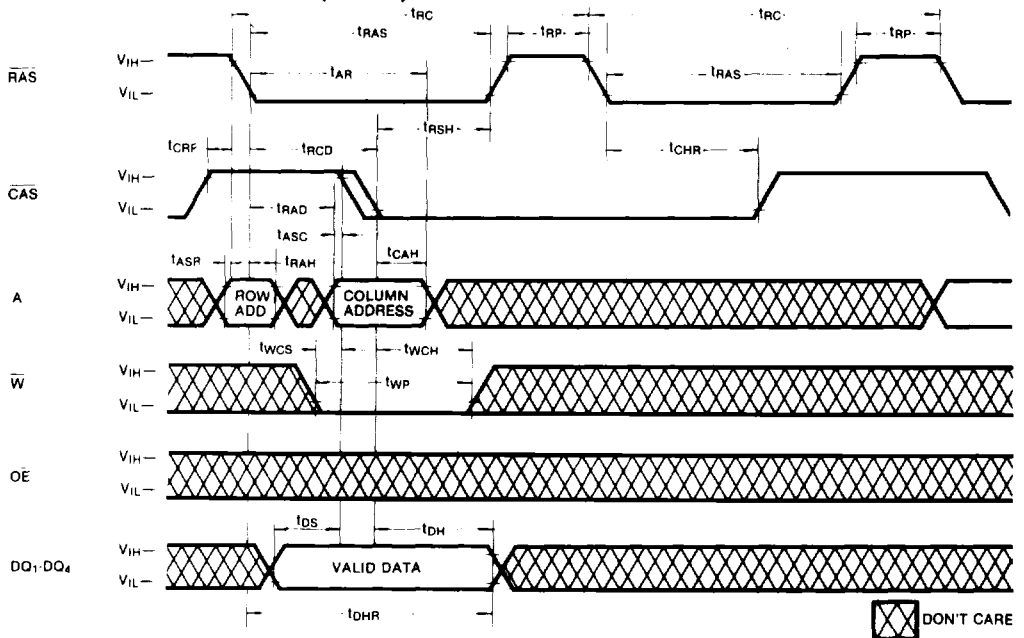 tRC tRC
tRAS tRP tRP
RAS VIH— tAR tRAS
VIL—
tRSH
tCRP tRCD tCHR
CAS VIH—
VIL— tRAD
tASC
tASR tRAH tCAH
A VIH— ROW ADD COLUMN ADDRESS
VIL—
tWCS tWCH
W VIH— tWP
VIL—
OE VIH—
VIL—
tDS tDH
DQ1-DQ4 VIH— VALID DATA
VIL—
tDHR
DON'T CARE